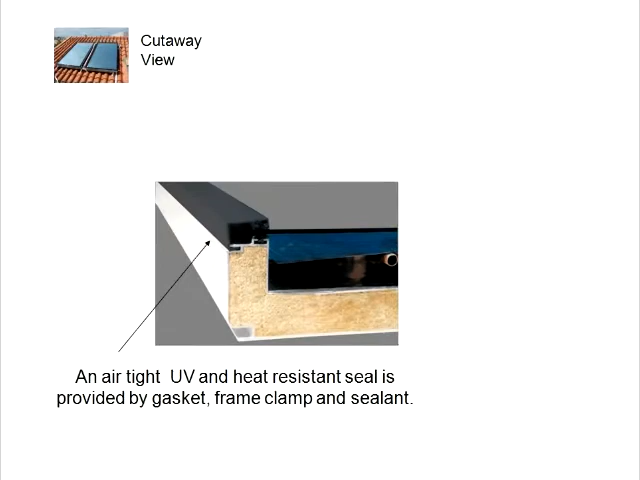 Cutaway
View
An air tight  UV and heat resistant seal is
provided by gasket, frame clamp and sealant.